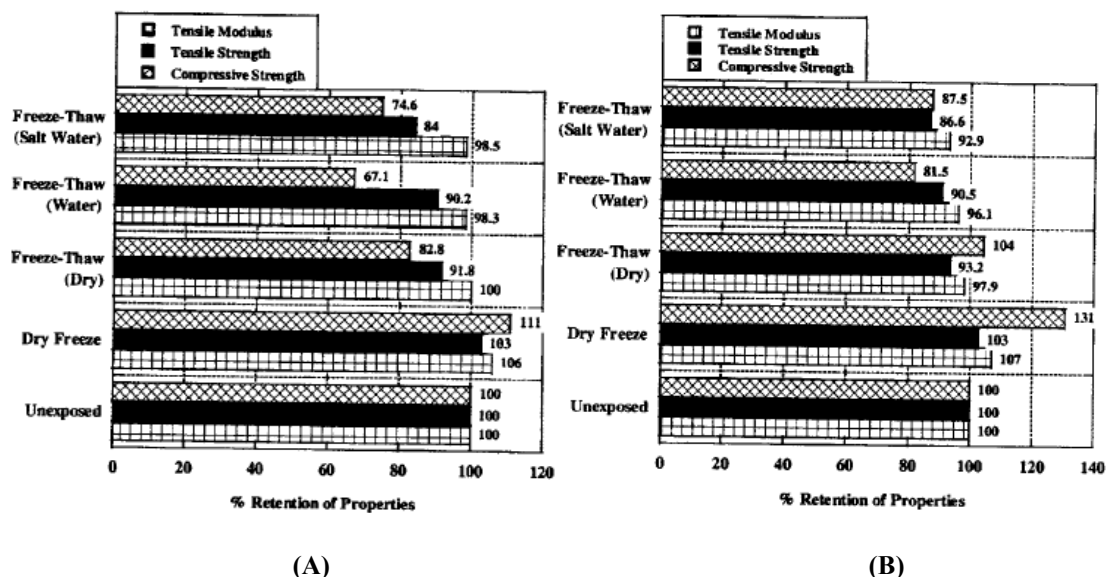 Tensile Modulus
Tensile Strength
Compressive Strength
Freeze-Thaw
(Salt Water)
74.6
84
98.5
Freeze-Thaw
(Water)
67.1
90.2
98.3
Freeze-Thaw
(Dry)
82.8
91.8
100
Dry Freeze
111
103
106
Unexposed
100
100
100
0 20 40 60 80 100 120
% Retention of Properties
(A)
Tensile Modulus
Tensile Strength
Compressive Strength
Freeze-Thaw
(Salt Water)
87.5
86.6
92.9
Freeze-Thaw
(Water)
81.5
90.5
96.1
Freeze-Thaw
(Dry)
104
93.2
97.9
Dry Freeze
131
103
107
Unexposed
100
100
100
0 20 40 60 80 100 120 140
% Retention of Properties
(B)